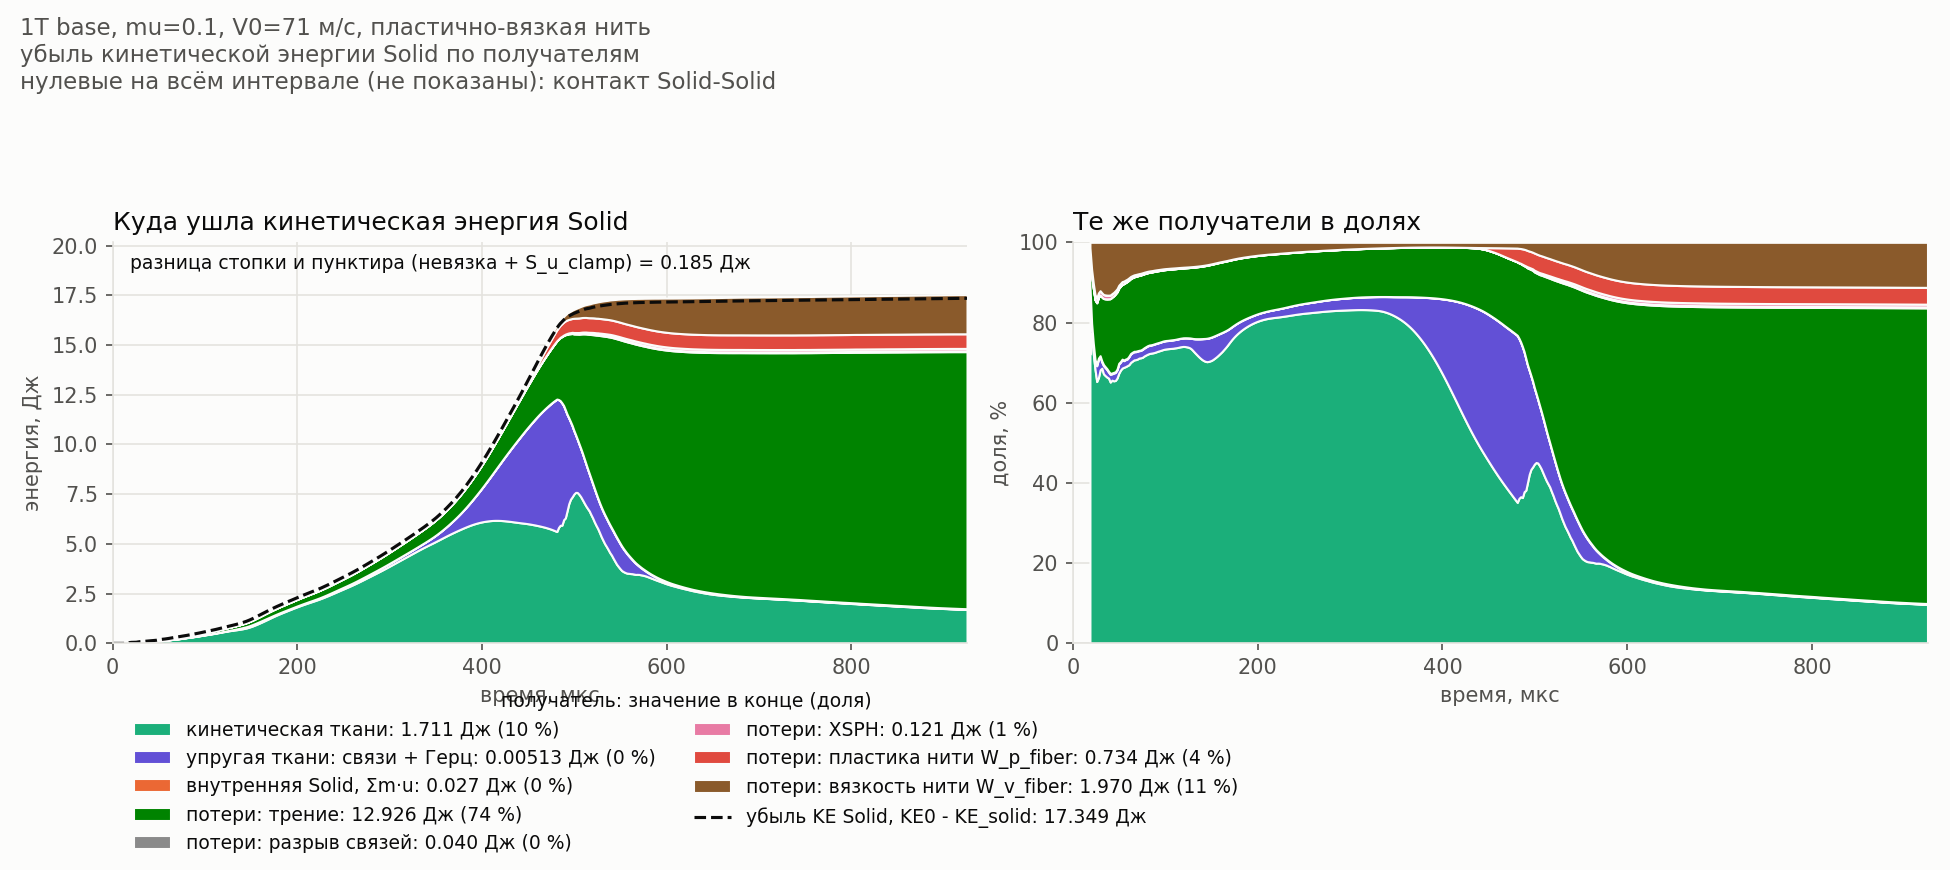 1T base, mu=0.1, V0=71 м/с, пластично-вязкая нить
убыль кинетической энергии Solid по получателям
нулевые на всём интервале (не показаны): контакт Solid-Solid
Куда ушла кинетическая энергия Solid
разница стопки и пунктира (невязка + S_u_clamp) = 0.185 Дж
энергия, Дж
20.0
17.5
15.0
12.5
10.0
7.5
5.0
2.5
0.0
0 200 400 600 800
время, мкс
Те же получатели в долях
доля, %
100
80
60
40
20
0
0 200 400 600 800
время, мкс
получатель: значение в конце (доля)
кинетическая ткани: 1.711 Дж (10 %)
упругая ткани: связи + Герц: 0.00513 Дж (0 %)
внутренняя Solid, Σm·u: 0.027 Дж (0 %)
потери: трение: 12.926 Дж (74 %)
потери: разрыв связей: 0.040 Дж (0 %)
потери: XSPH: 0.121 Дж (1 %)
потери: пластика нити W_p_fiber: 0.734 Дж (4 %)
потери: вязкость нити W_v_fiber: 1.970 Дж (11 %)
убыль KE Solid, KE0 - KE_solid: 17.349 Дж